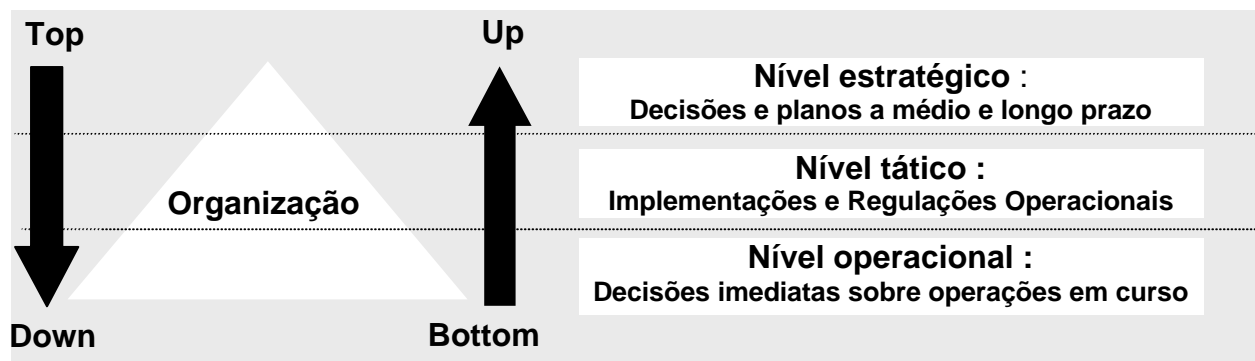 Top
Up
Nível estratégico :
Decisões e planos a médio e longo prazo
Nível tático :
Organização
Implementações e Regulações Operacionais
Nível operacional :
Decisões imediatas sobre operações em curso
Down
Bottom